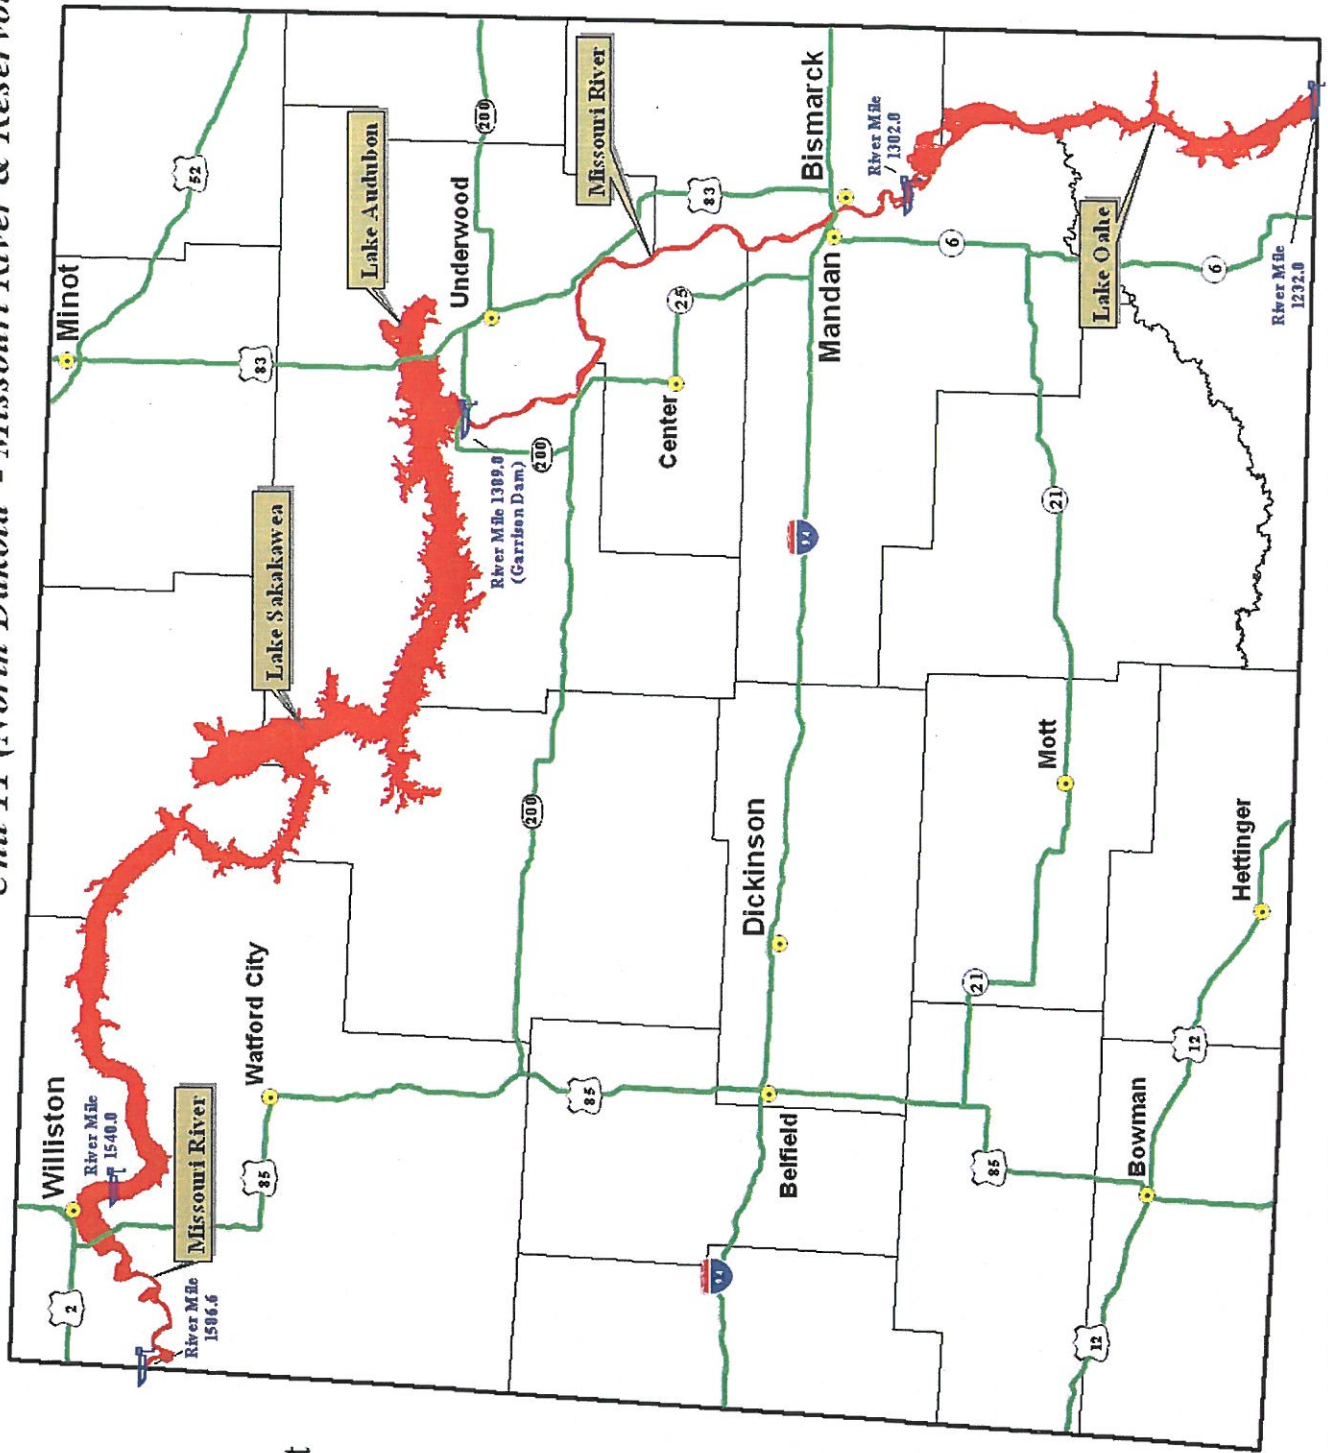 (North Dakota - Missouri River &
Williston
River Mile
1540.0
2
River Mile
1586.6
Missouri River
85
Watford City
Lake Sakakawea
Minot
52
83
Lake Audubon
Underwood
200
River Mile 1389.0
(Garrison Dam)
200
200
Missouri River
83
25
Center
85
Belfield
Dickinson
94
94
Mandan
Bismarck
River Mile
1302.0
6
21
21
Mott
85
Bowman
12
12
Hettinger
Lake Oahe
6
River Mile
1232.0
t